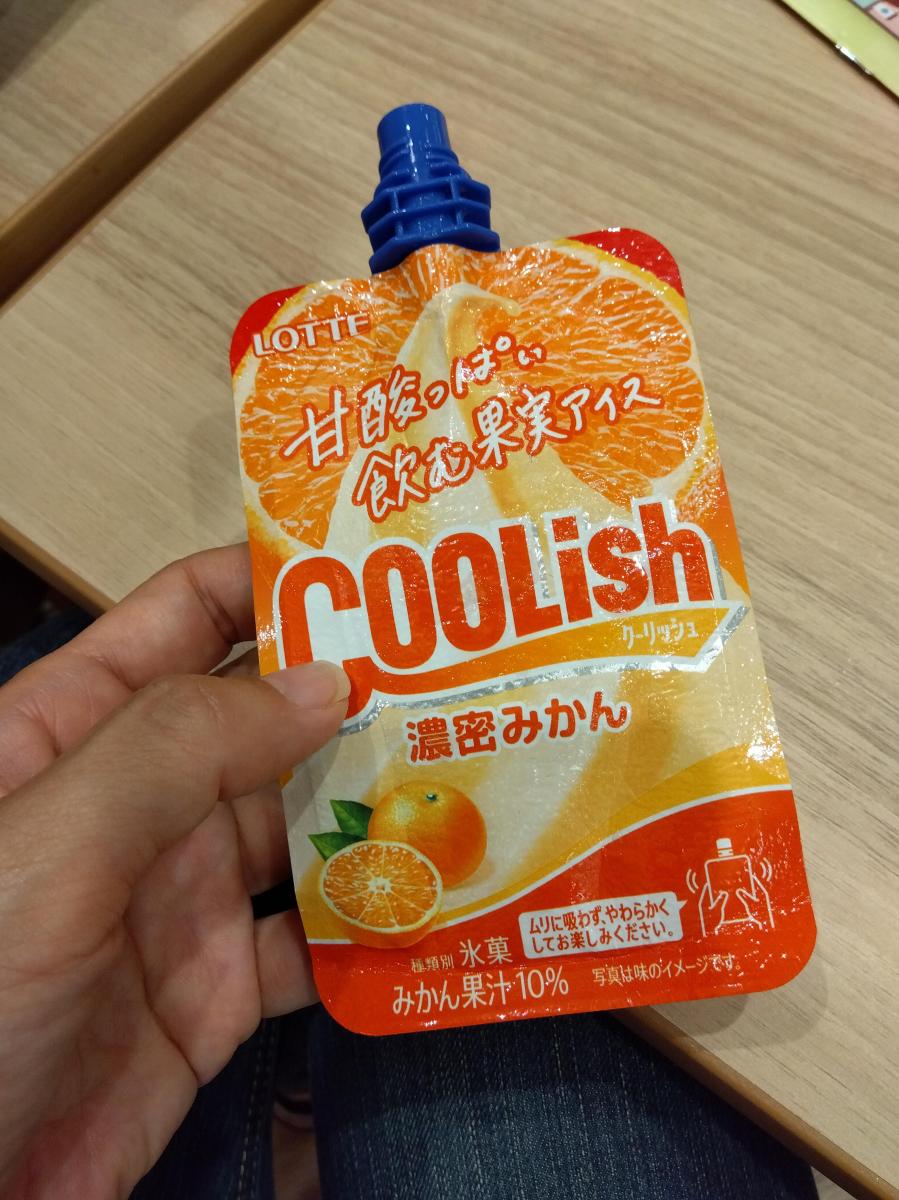 LOTTE
甘酸っぱい
飲む果実アイス
COOLish
クーリッシュ
濃密みかん
ムリに吸わず、やわらかく
してお楽しみください。
種類別 氷菓
みかん果汁10%
写真は味のイメージです。